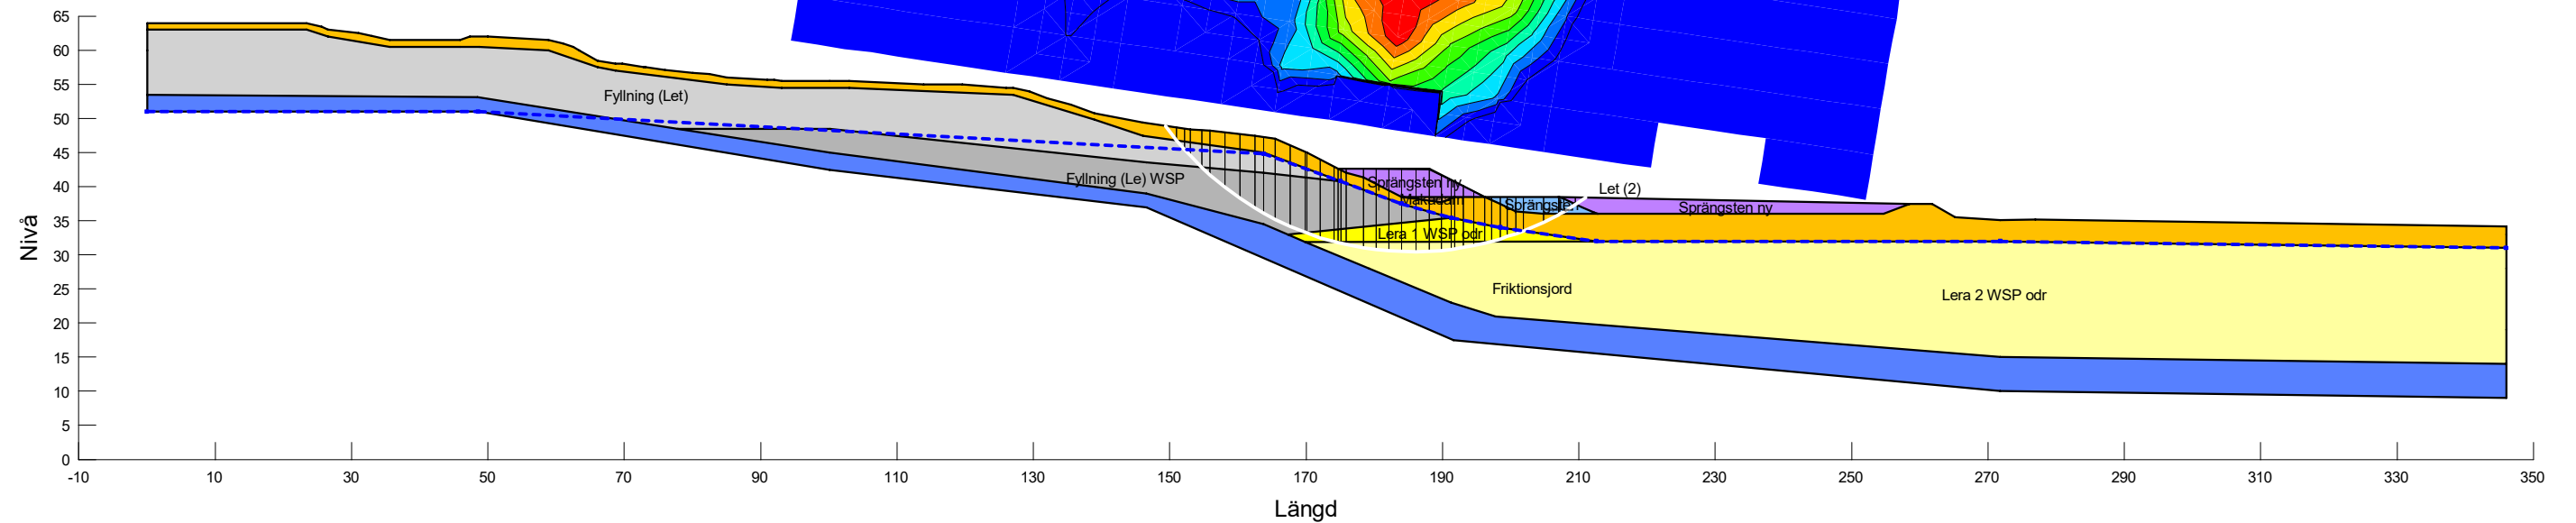 65
60
55
50
45
40
35
30
25
20
15
10
5
0
Nivå
Fyllning (Let)
Fyllning (Le) WSP
Sprängsten ny
Makadam
Sprängsten
Let (2)
Sprängsten ny
Lera 1 WSP odr
Friktionsjord
Lera 2 WSP odr
-10 10 30 50 70 90 110 130 150 170 190 210 230 250 270 290 310 330 350
Längd